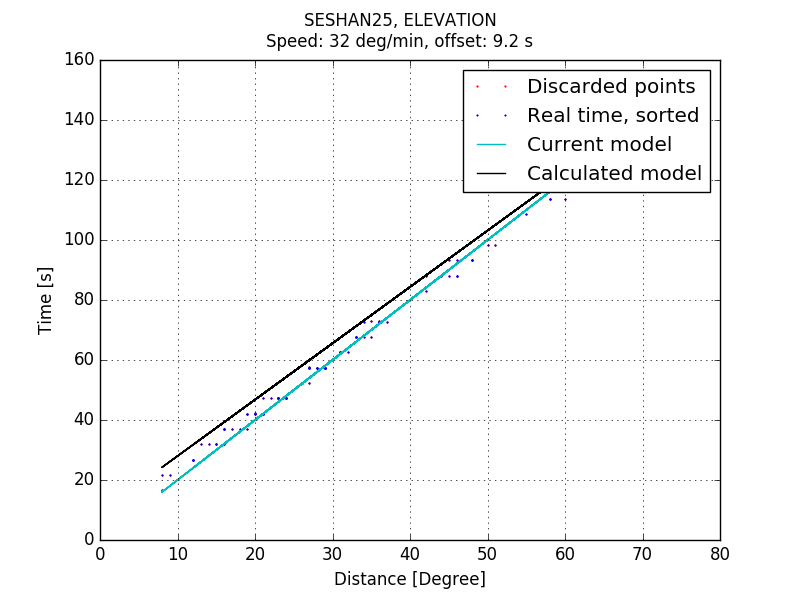 SESHAN25, ELEVATION
Speed: 32 deg/min, offset: 9.2 s
160
140
120
100
80
60
40
20
0
Time [s]
Discarded points
Real time, sorted
Current model
Calculated model
0 10 20 30 40 50 60 70 80
Distance [Degree]